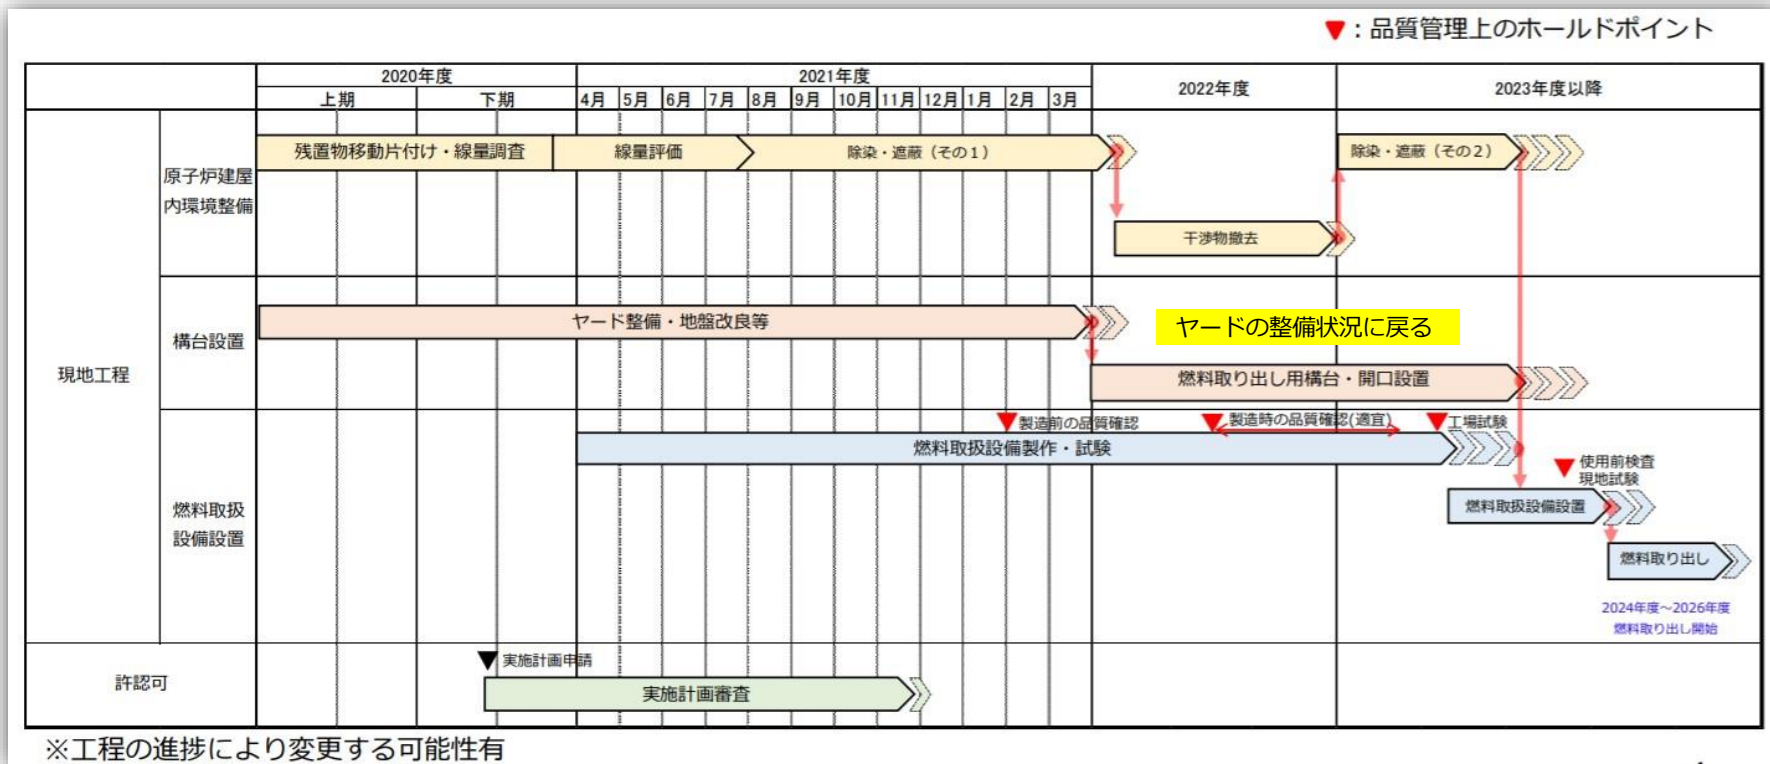 ▼：品質管理上のホールドポイント
2020年度 2021年度 2022年度 2023年度以降
上期 下期 4月 5月 6月 7月 8月 9月 10月 11月 12月 1月 2月 3月
現地工程
原子炉建屋
内環境整備
残置物移動片付け・線量調査 線量評価 除染・遮蔽（その1） 除染・遮蔽（その2）
干渉物撤去
構台設置
ヤード整備・地盤改良等
ヤードの整備状況に戻る
燃料取り出し用構台・開口設置
燃料取扱
設備設置
▼製造前の品質確認 ▼製造時の品質確認(適宜) ▼工場試験
燃料取扱設備製作・試験
▼使用前検査
現地試験
燃料取扱設備設置
燃料取り出し
2024年度～2026年度
燃料取り出し開始
許認可
▼実施計画申請
実施計画審査
※工程の進捗により変更する可能性有